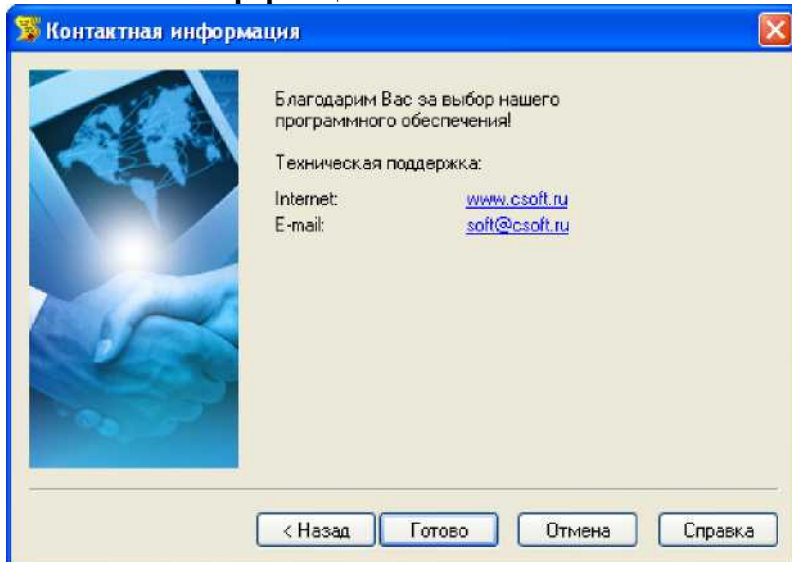 Контактная информация
Благодарим Вас за выбор нашего
программного обеспечения!
Техническая поддержка:
Internet: www.csoft.ru
E-mail: soft@csoft.ru
< Назад Готово Отмена Справка